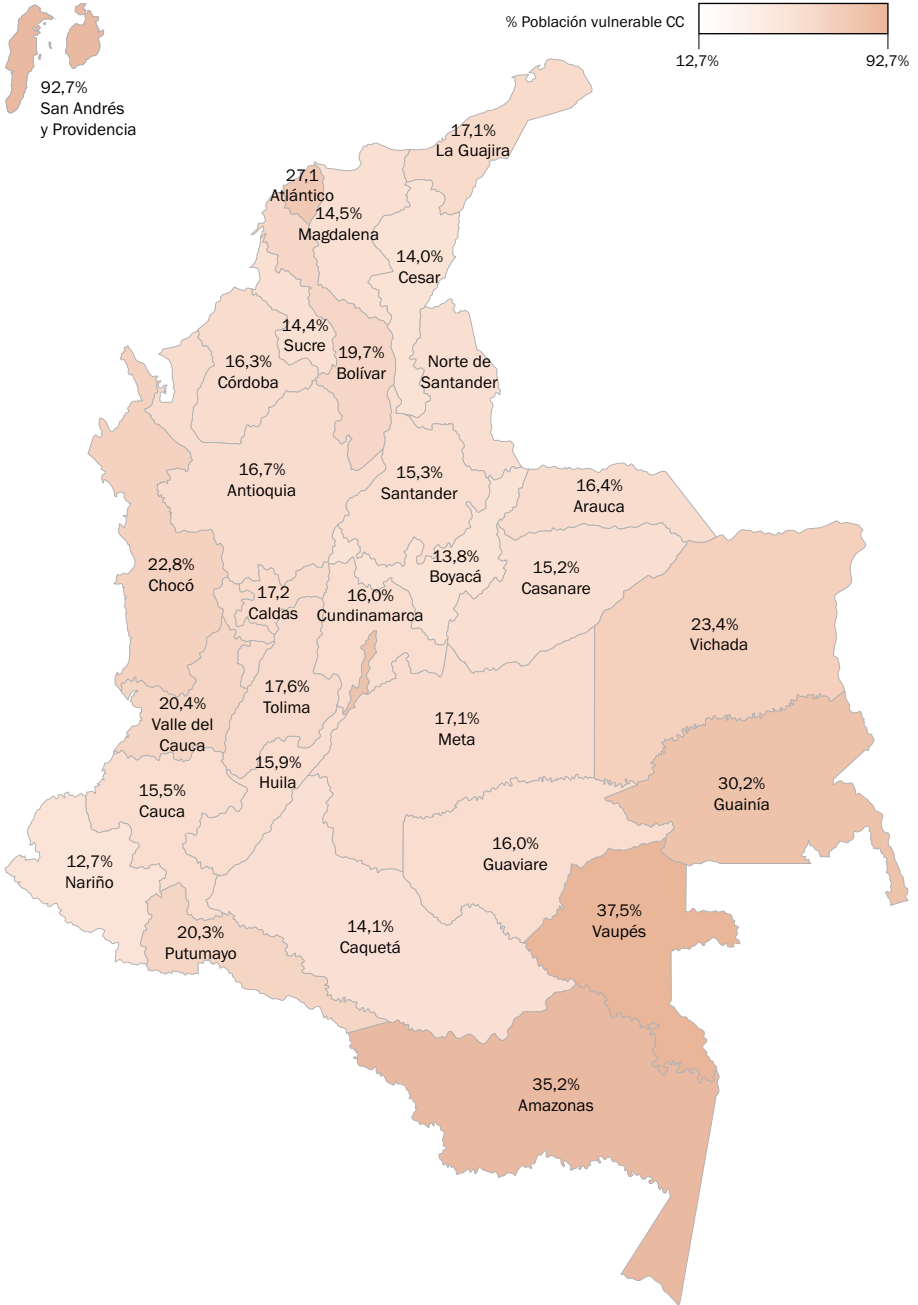 % Población vulnerable CC
12,7%
92,7%
92,7%
San Andrés
y Providencia
17,1%
La Guajira
27,1
Atlántico
14,5%
Magdalena
14,0%
Cesar
14,4%
Sucre
19,7%
Bolívar
16,3%
Córdoba
Norte de
Santander
16,7%
Antioquia
15,3%
Santander
16,4%
Arauca
22,8%
Chocó
13,8%
Boyacá
15,2%
Casanare
17,2
Caldas
16,0%
Cundinamarca
23,4%
Vichada
20,4%
Valle del
Cauca
17,6%
Tolima
17,1%
Meta
15,9%
Huila
15,5%
Cauca
30,2%
Guainía
16,0%
Guaviare
12,7%
Nariño
20,3%
Putumayo
14,1%
Caquetá
37,5%
Vaupés
35,2%
Amazonas